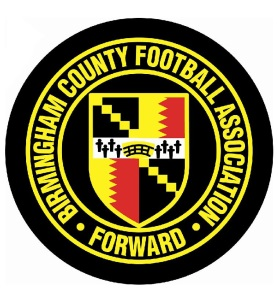 BIRMINGHAM COUNTY FOOTBALL ASSOCIATION
• FORWARD •